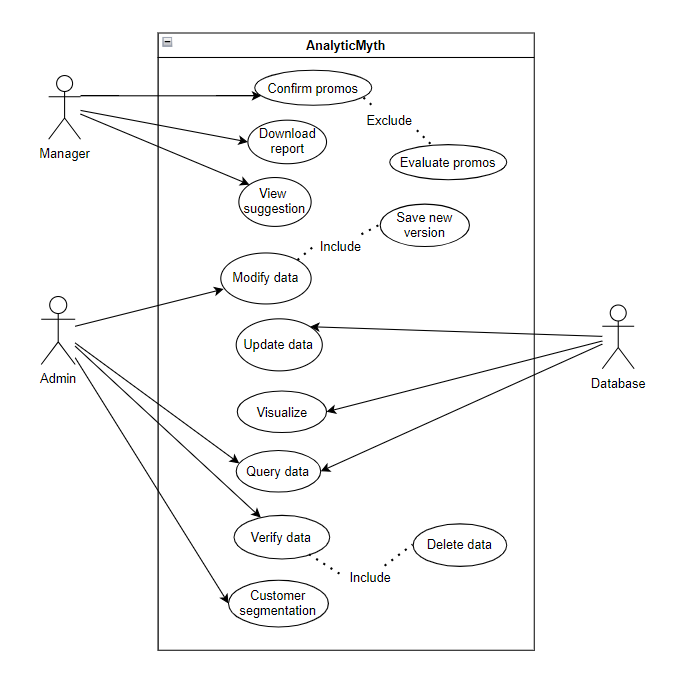 AnalyticMyth
Confirm promos
Exclude
Manager
Download
report
Evaluate promos
View
suggestion
Save new
version
Include
Modify data
Admin
Update data
Database
Visualize
Query data
Verify data
Delete data
Include
Customer
segmentation